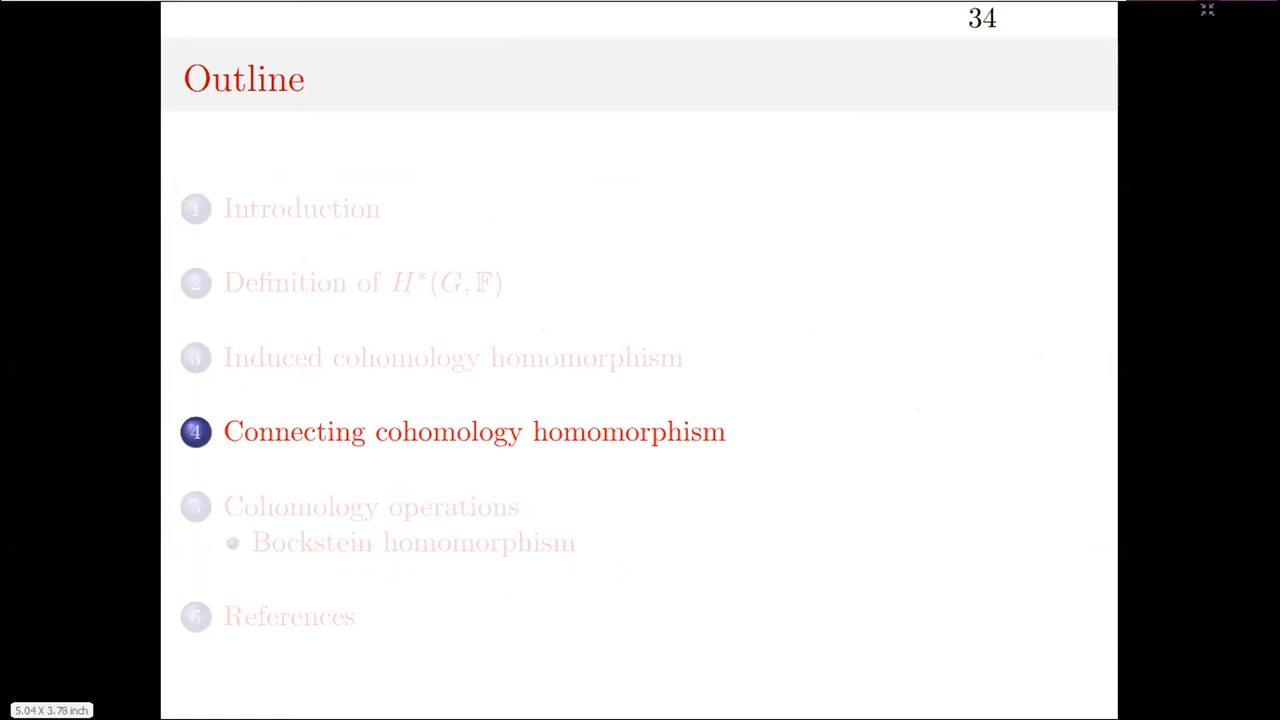 34
Outline
1 Introduction
2 Definition of H*(G, 𝔽)
3 Induced cohomology homomorphism
4 Connecting cohomology homomorphism
5 Cohomology operations
Bockstein homomorphism
6 References
5.04 X 3.78 inch